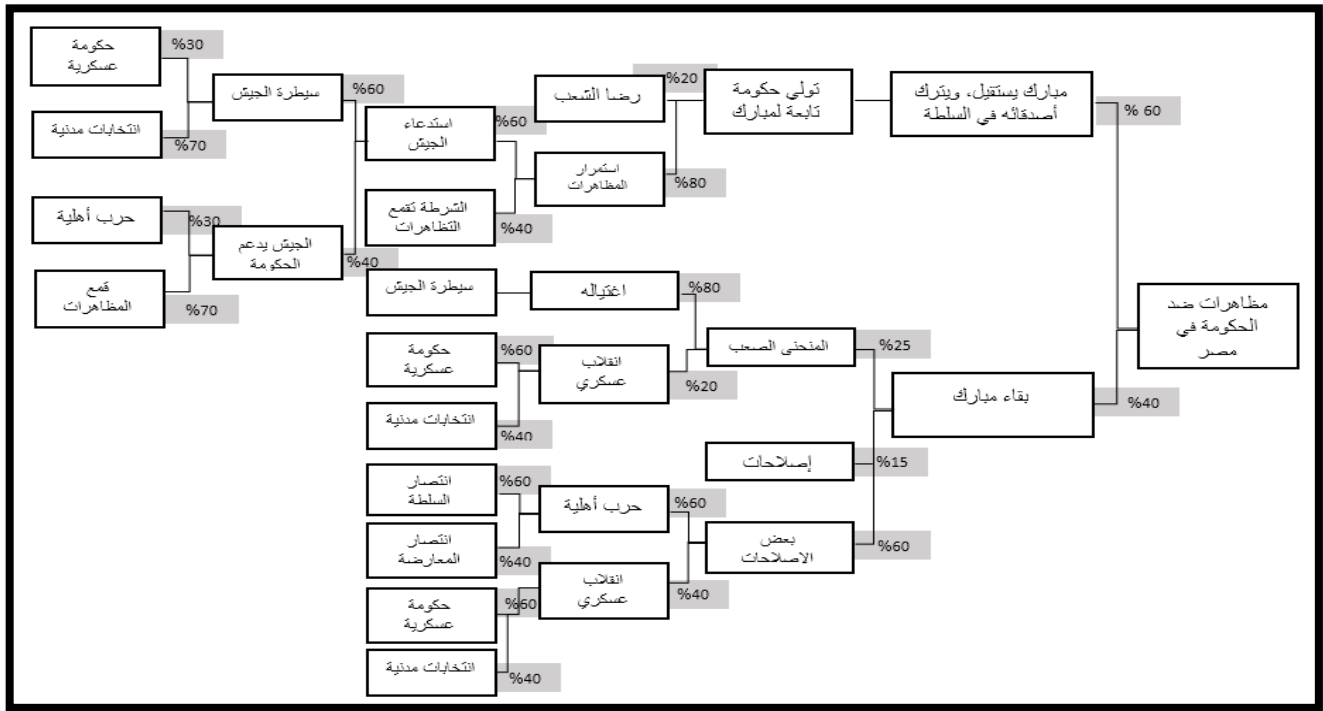 مظاهرات ضد
الحكومة في
مصر
% 60
مبارك يستقيل، ويترك
أصدقائه في السلطة
تولي حكومة
تابعة لمبارك
%20
رضا الشعب
%80
استمرار
المظاهرات
%60
استدعاء
الجيش
%40
الشرطة تقمع
التظاهرات
%60
سيطرة الجيش
%30
حكومة
عسكرية
%70
انتخابات مدنية
%40
الجيش يدعم
الحكومة
%30
حرب أهلية
%70
قمع
المظاهرات
%40
بقاء مبارك
%25
المنحنى الصعب
%80
اغتياله
سيطرة الجيش
%20
انقلاب
عسكري
%60
حكومة
عسكرية
%40
انتخابات مدنية
%15
إصلاحات
%60
بعض
الاصلاحات
%60
حرب أهلية
%60
انتصار
السلطة
%40
انتصار
المعارضة
%40
انقلاب
عسكري
%60
حكومة
عسكرية
%40
انتخابات مدنية